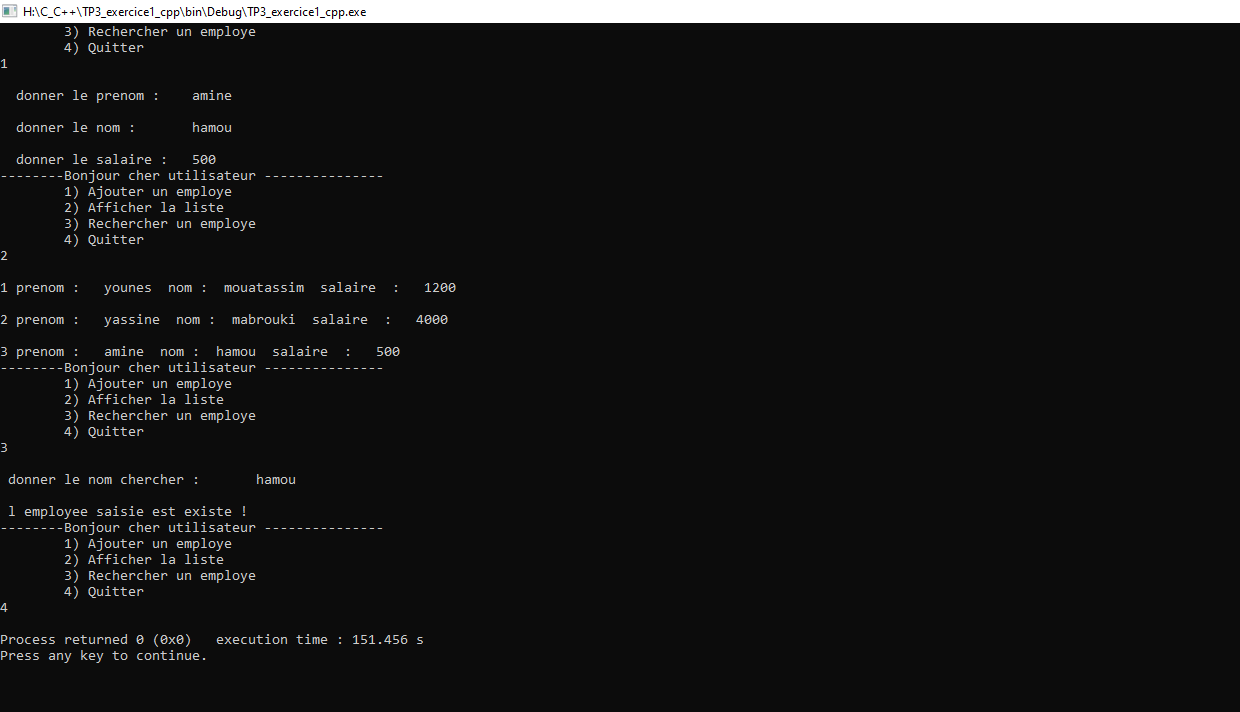 H:\C_C++\TP3_exercice1_cpp\bin\Debug\TP3_exercice1_cpp.exe
3) Rechercher un employe
4) Quitter
1
donner le prenom :    amine
donner le nom :       hamou
donner le salaire :   500
--------Bonjour cher utilisateur ---------------
1) Ajouter un employe
2) Afficher la liste
3) Rechercher un employe
4) Quitter
2
1 prenom :   younes  nom :  mouatassim  salaire  :   1200
2 prenom :   yassine  nom :  mabrouki  salaire  :   4000
3 prenom :   amine  nom :  hamou  salaire  :   500
--------Bonjour cher utilisateur ---------------
1) Ajouter un employe
2) Afficher la liste
3) Rechercher un employe
4) Quitter
3
donner le nom chercher :       hamou
l employee saisie est existe !
--------Bonjour cher utilisateur ---------------
1) Ajouter un employe
2) Afficher la liste
3) Rechercher un employe
4) Quitter
4
Process returned 0 (0x0)   execution time : 151.456 s
Press any key to continue.